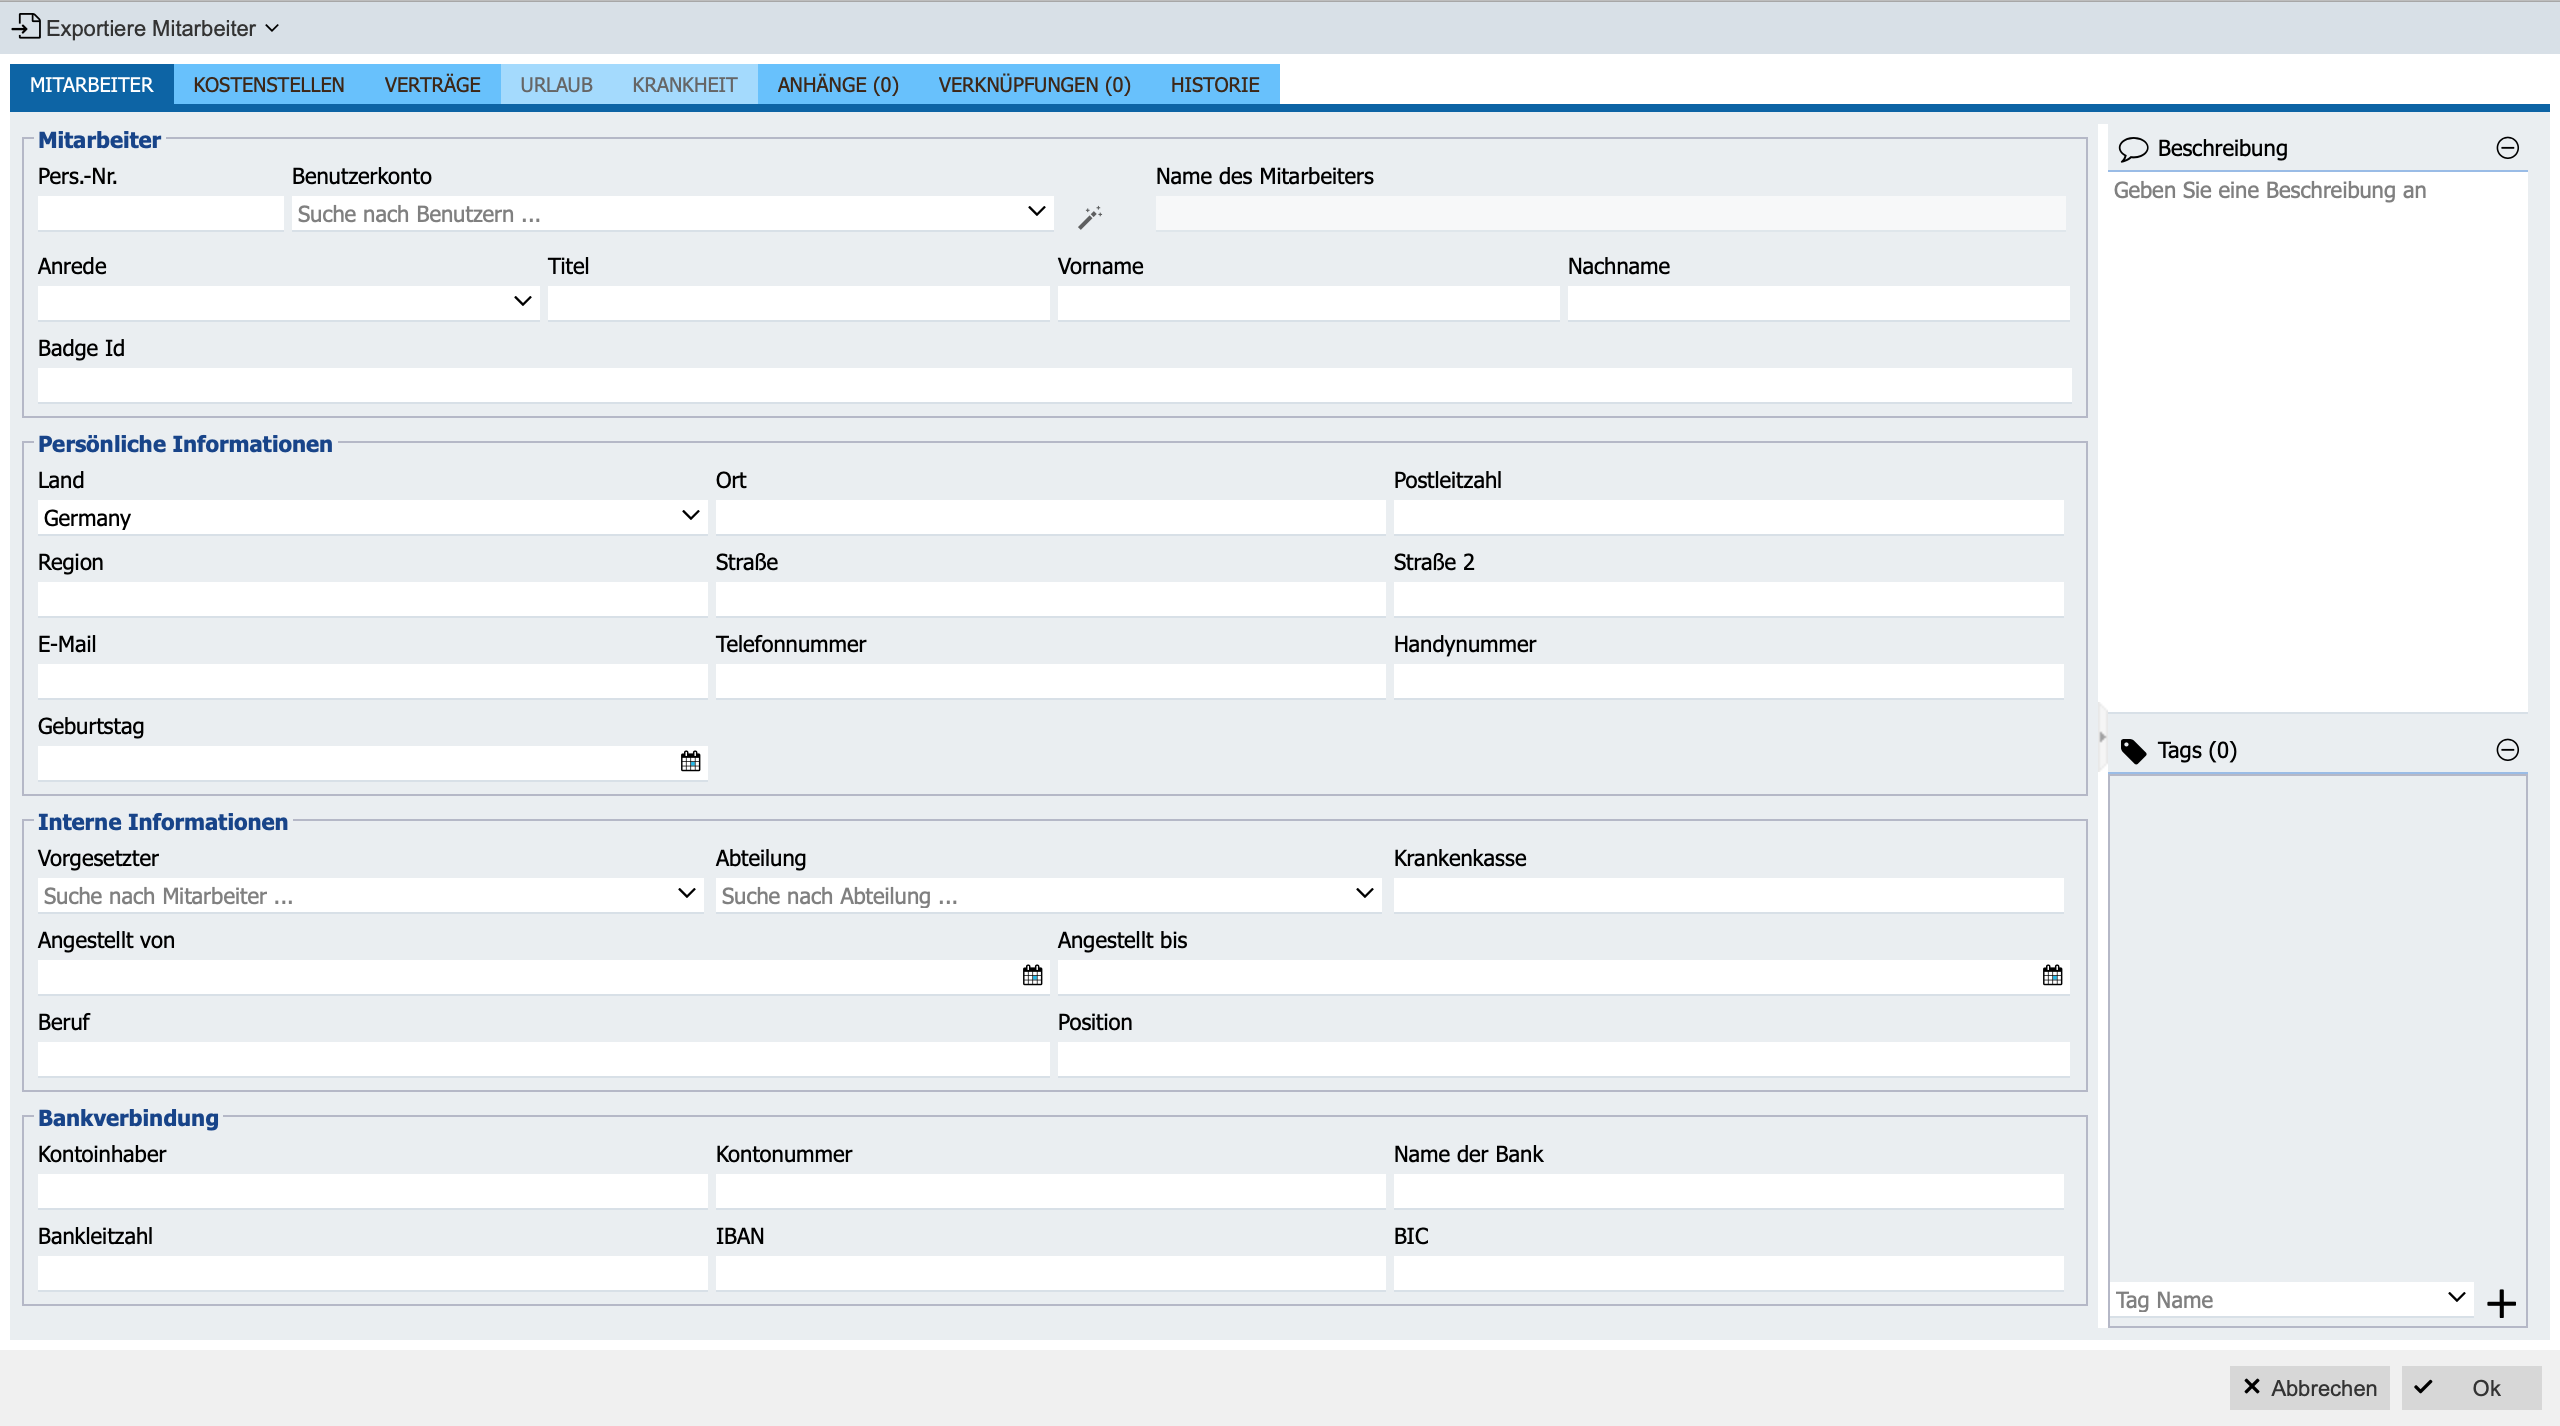 Exportiere Mitarbeiter
MITARBEITER KOSTENSTELLEN VERTRÄGE URLAUB KRANKHEIT ANHÄNGE (0) VERKNÜPFUNGEN (0) HISTORIE
Mitarbeiter
Pers.-Nr. Benutzerkonto Name des Mitarbeiters
Suche nach Benutzern ...
Anrede Titel Vorname Nachname
Badge Id
Persönliche Informationen
Land Ort Postleitzahl
Germany
Region Straße Straße 2
E-Mail Telefonnummer Handynummer
Geburtstag
Interne Informationen
Vorgesetzter Abteilung Krankenkasse
Suche nach Mitarbeiter ... Suche nach Abteilung ...
Angestellt von Angestellt bis
Beruf Position
Bankverbindung
Kontoinhaber Kontonummer Name der Bank
Bankleitzahl IBAN BIC
Beschreibung
Geben Sie eine Beschreibung an
Tags (0)
Tag Name
Abbrechen Ok